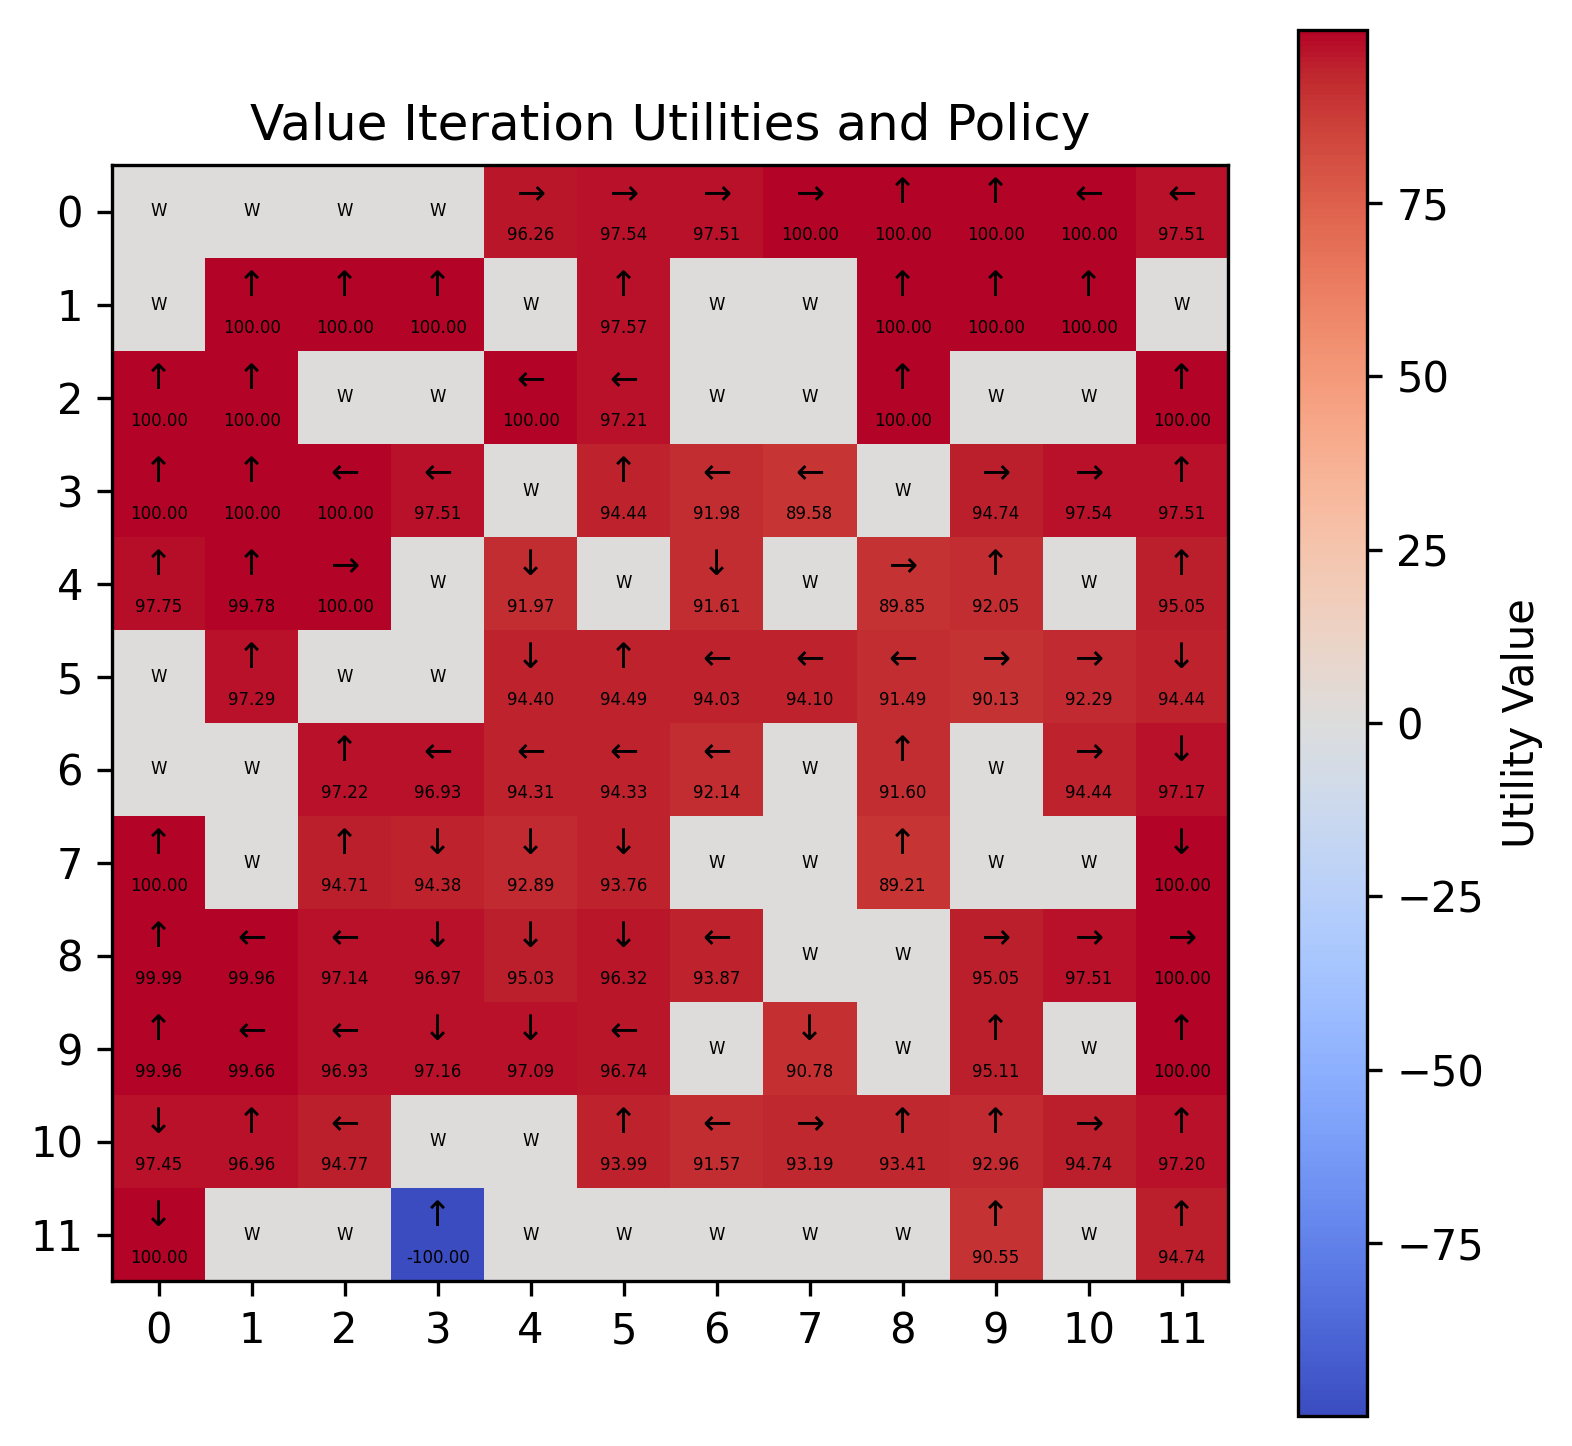 Value Iteration Utilities and Policy
0 W W W W → → → → ↑ ↑ ← ←
96.26 97.54 97.51 100.00 100.00 100.00 100.00 97.51
1 W ↑ ↑ ↑ W ↑ W W ↑ ↑ ↑ W
100.00 100.00 100.00 97.57 100.00 100.00 100.00
2 ↑ ↑ W W ← ← W W ↑ W W ↑
100.00 100.00 100.00 97.21 100.00 100.00
3 ↑ ↑ ← ← W ↑ ← ← W → → ↑
100.00 100.00 100.00 97.51 94.44 91.98 89.58 94.74 97.54 97.51
4 ↑ ↑ → W ↓ W ↓ W → ↑ W ↑
97.75 99.78 100.00 91.97 91.61 89.85 92.05 95.05
5 W ↑ W W ↓ ↑ ← ← ← → → ↓
97.29 94.40 94.49 94.03 94.10 91.49 90.13 92.29 94.44
6 W W ↑ ← ← ← ← W ↑ W → ↓
97.22 96.93 94.31 94.33 92.14 91.60 94.44 97.17
7 ↑ W ↑ ↓ ↓ ↓ W W ↑ W W ↓
100.00 94.71 94.38 92.89 93.76 89.21 100.00
8 ↑ ← ← ↓ ↓ ↓ ← W W → → →
99.99 99.96 97.14 96.97 95.03 96.32 93.87 95.05 97.51 100.00
9 ↑ ← ← ↓ ↓ ← W ↓ W ↑ W ↑
99.96 99.66 96.93 97.16 97.09 96.74 90.78 95.11 100.00
10 ↓ ↑ ← W W ↑ ← → ↑ ↑ → ↑
97.45 96.96 94.77 93.99 91.57 93.19 93.41 92.96 94.74 97.20
11 ↓ W W ↑ W W W W W ↑ W ↑
100.00 -100.00 90.55 94.74
0 1 2 3 4 5 6 7 8 9 10 11
75
50
25
0
−25
−50
−75
Utility Value